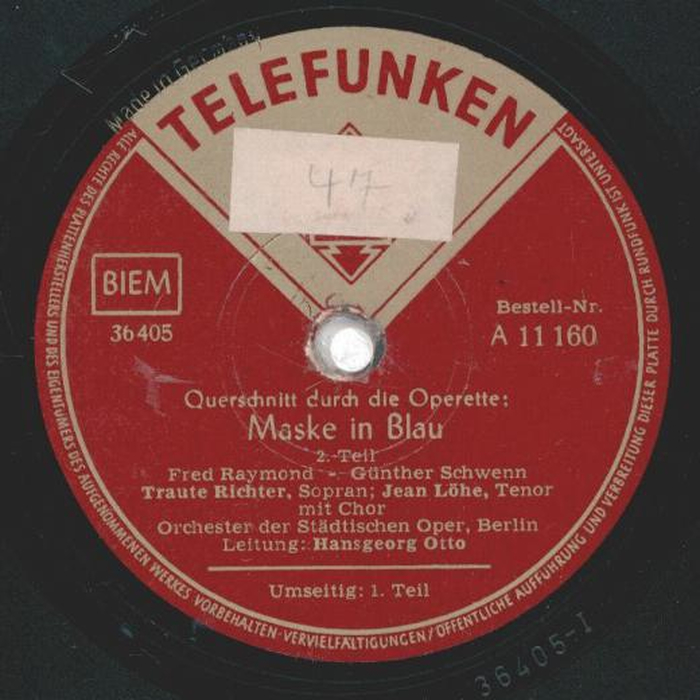 Made in Germany
TELEFUNKEN
47
BIEM
36405
Bestell-Nr.
A 11 160
Querschnitt durch die Operette:
Maske in Blau
2. Teil
Fred Raymond - Günther Schwenn
Traute Richter, Sopran; Jean Löhe, Tenor
mit Chor
Orchester der Städtischen Oper, Berlin
Leitung: Hansgeorg Otto
Umseitig: 1. Teil
ALLE RECHTE DES PLATTENHERSTELLERS UND DES EIGENTÜMERS DES AUFGENOMMENEN WERKES VORBEHALTEN · VERVIELFÄLTIGUNGEN / ÖFFENTLICHE AUFFÜHRUNG UND VERBREITUNG DIESER PLATTE DURCH RUNDFUNK IST UNTERSAGT
36405-I